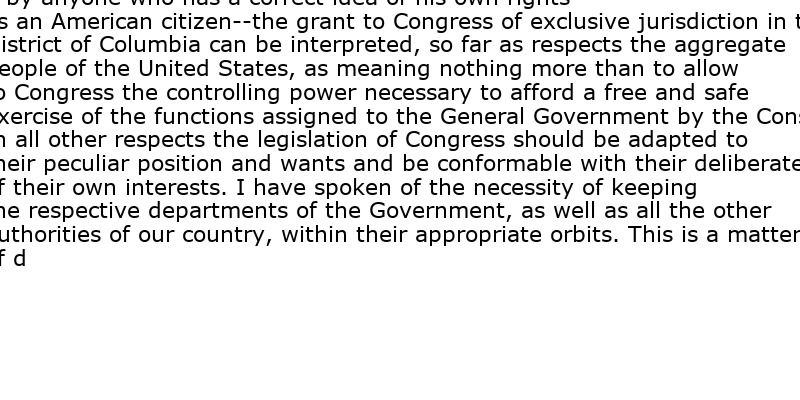 by anyone who has a correct idea of his own rights
s an American citizen--the grant to Congress of exclusive jurisdiction in
istrict of Columbia can be interpreted, so far as respects the aggregate
eople of the United States, as meaning nothing more than to allow
o Congress the controlling power necessary to afford a free and safe
xercise of the functions assigned to the General Government by the Cons
n all other respects the legislation of Congress should be adapted to
heir peculiar position and wants and be conformable with their deliberate
f their own interests. I have spoken of the necessity of keeping
he respective departments of the Government, as well as all the other
uthorities of our country, within their appropriate orbits. This is a matter
f d